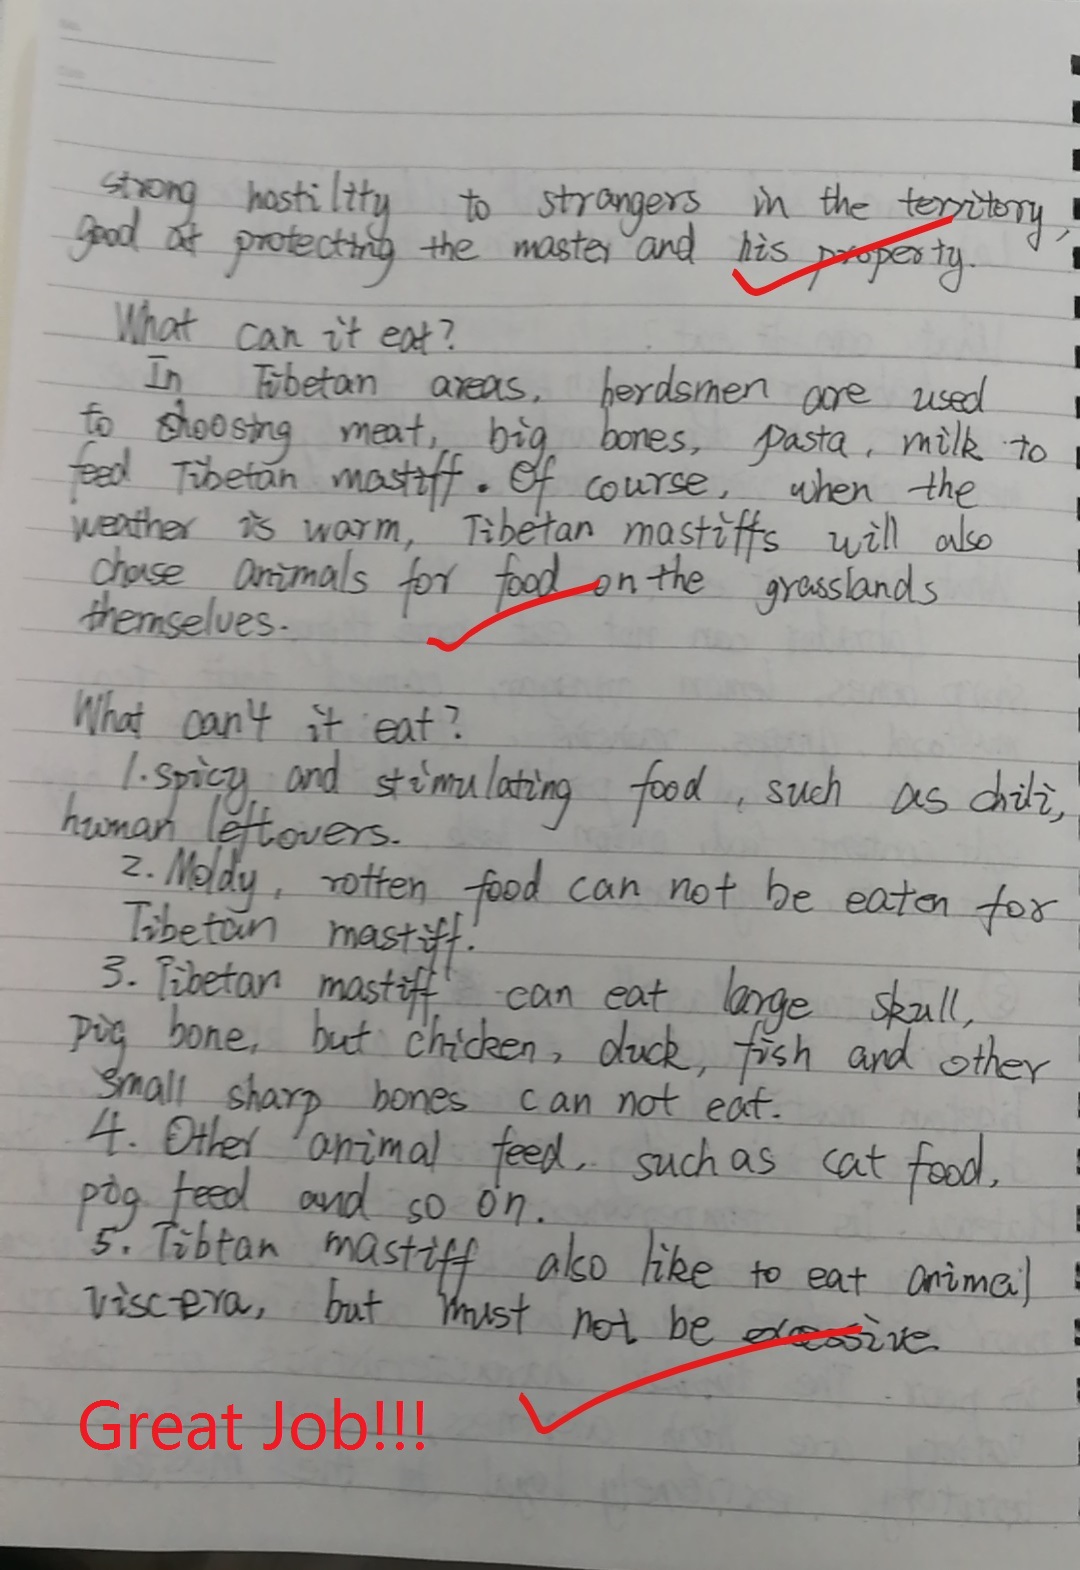 strong hostility to strangers in the territory,
good at protecting the master and his property.
What can it eat?
In Tibetan areas, herdsmen are used
to choosing meat, big bones, pasta, milk to
feed Tibetan mastiff. Of course, when the
weather is warm, Tibetan mastiffs will also
chase animals for food on the grasslands
themselves.
What can't it eat?
1. spicy and stimulating food, such as chili,
human leftovers.
2. Moldy, rotten food can not be eaten for
Tibetan mastiff.
3. Tibetan mastiff can eat large skull,
pig bone, but chicken, duck, fish and other
small sharp bones can not eat.
4. Other animal feed, such as cat food,
pig feed and so on.
5. Tibtan mastiff also like to eat animal
viscera, but must not be excessive.
Great Job!!!